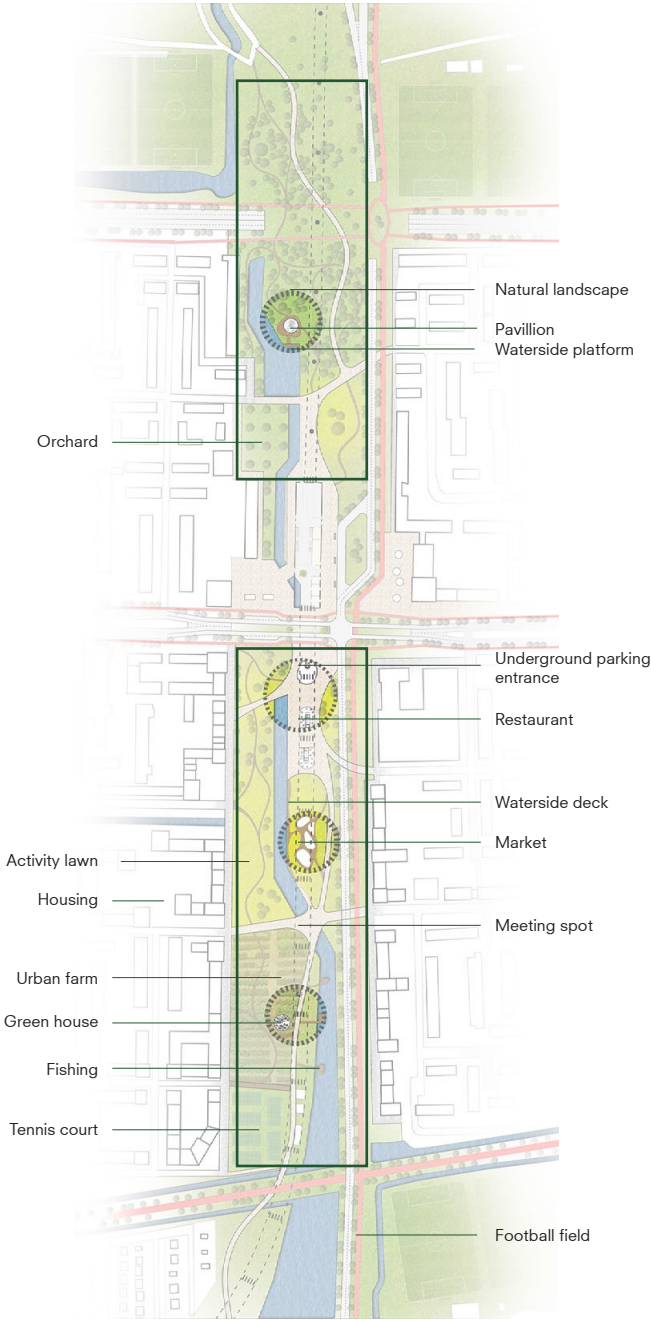 Natural landscape
Pavillion
Waterside platform
Orchard
Underground parking
entrance
Restaurant
Waterside deck
Market
Activity lawn
Housing
Meeting spot
Urban farm
Green house
Fishing
Tennis court
Football field